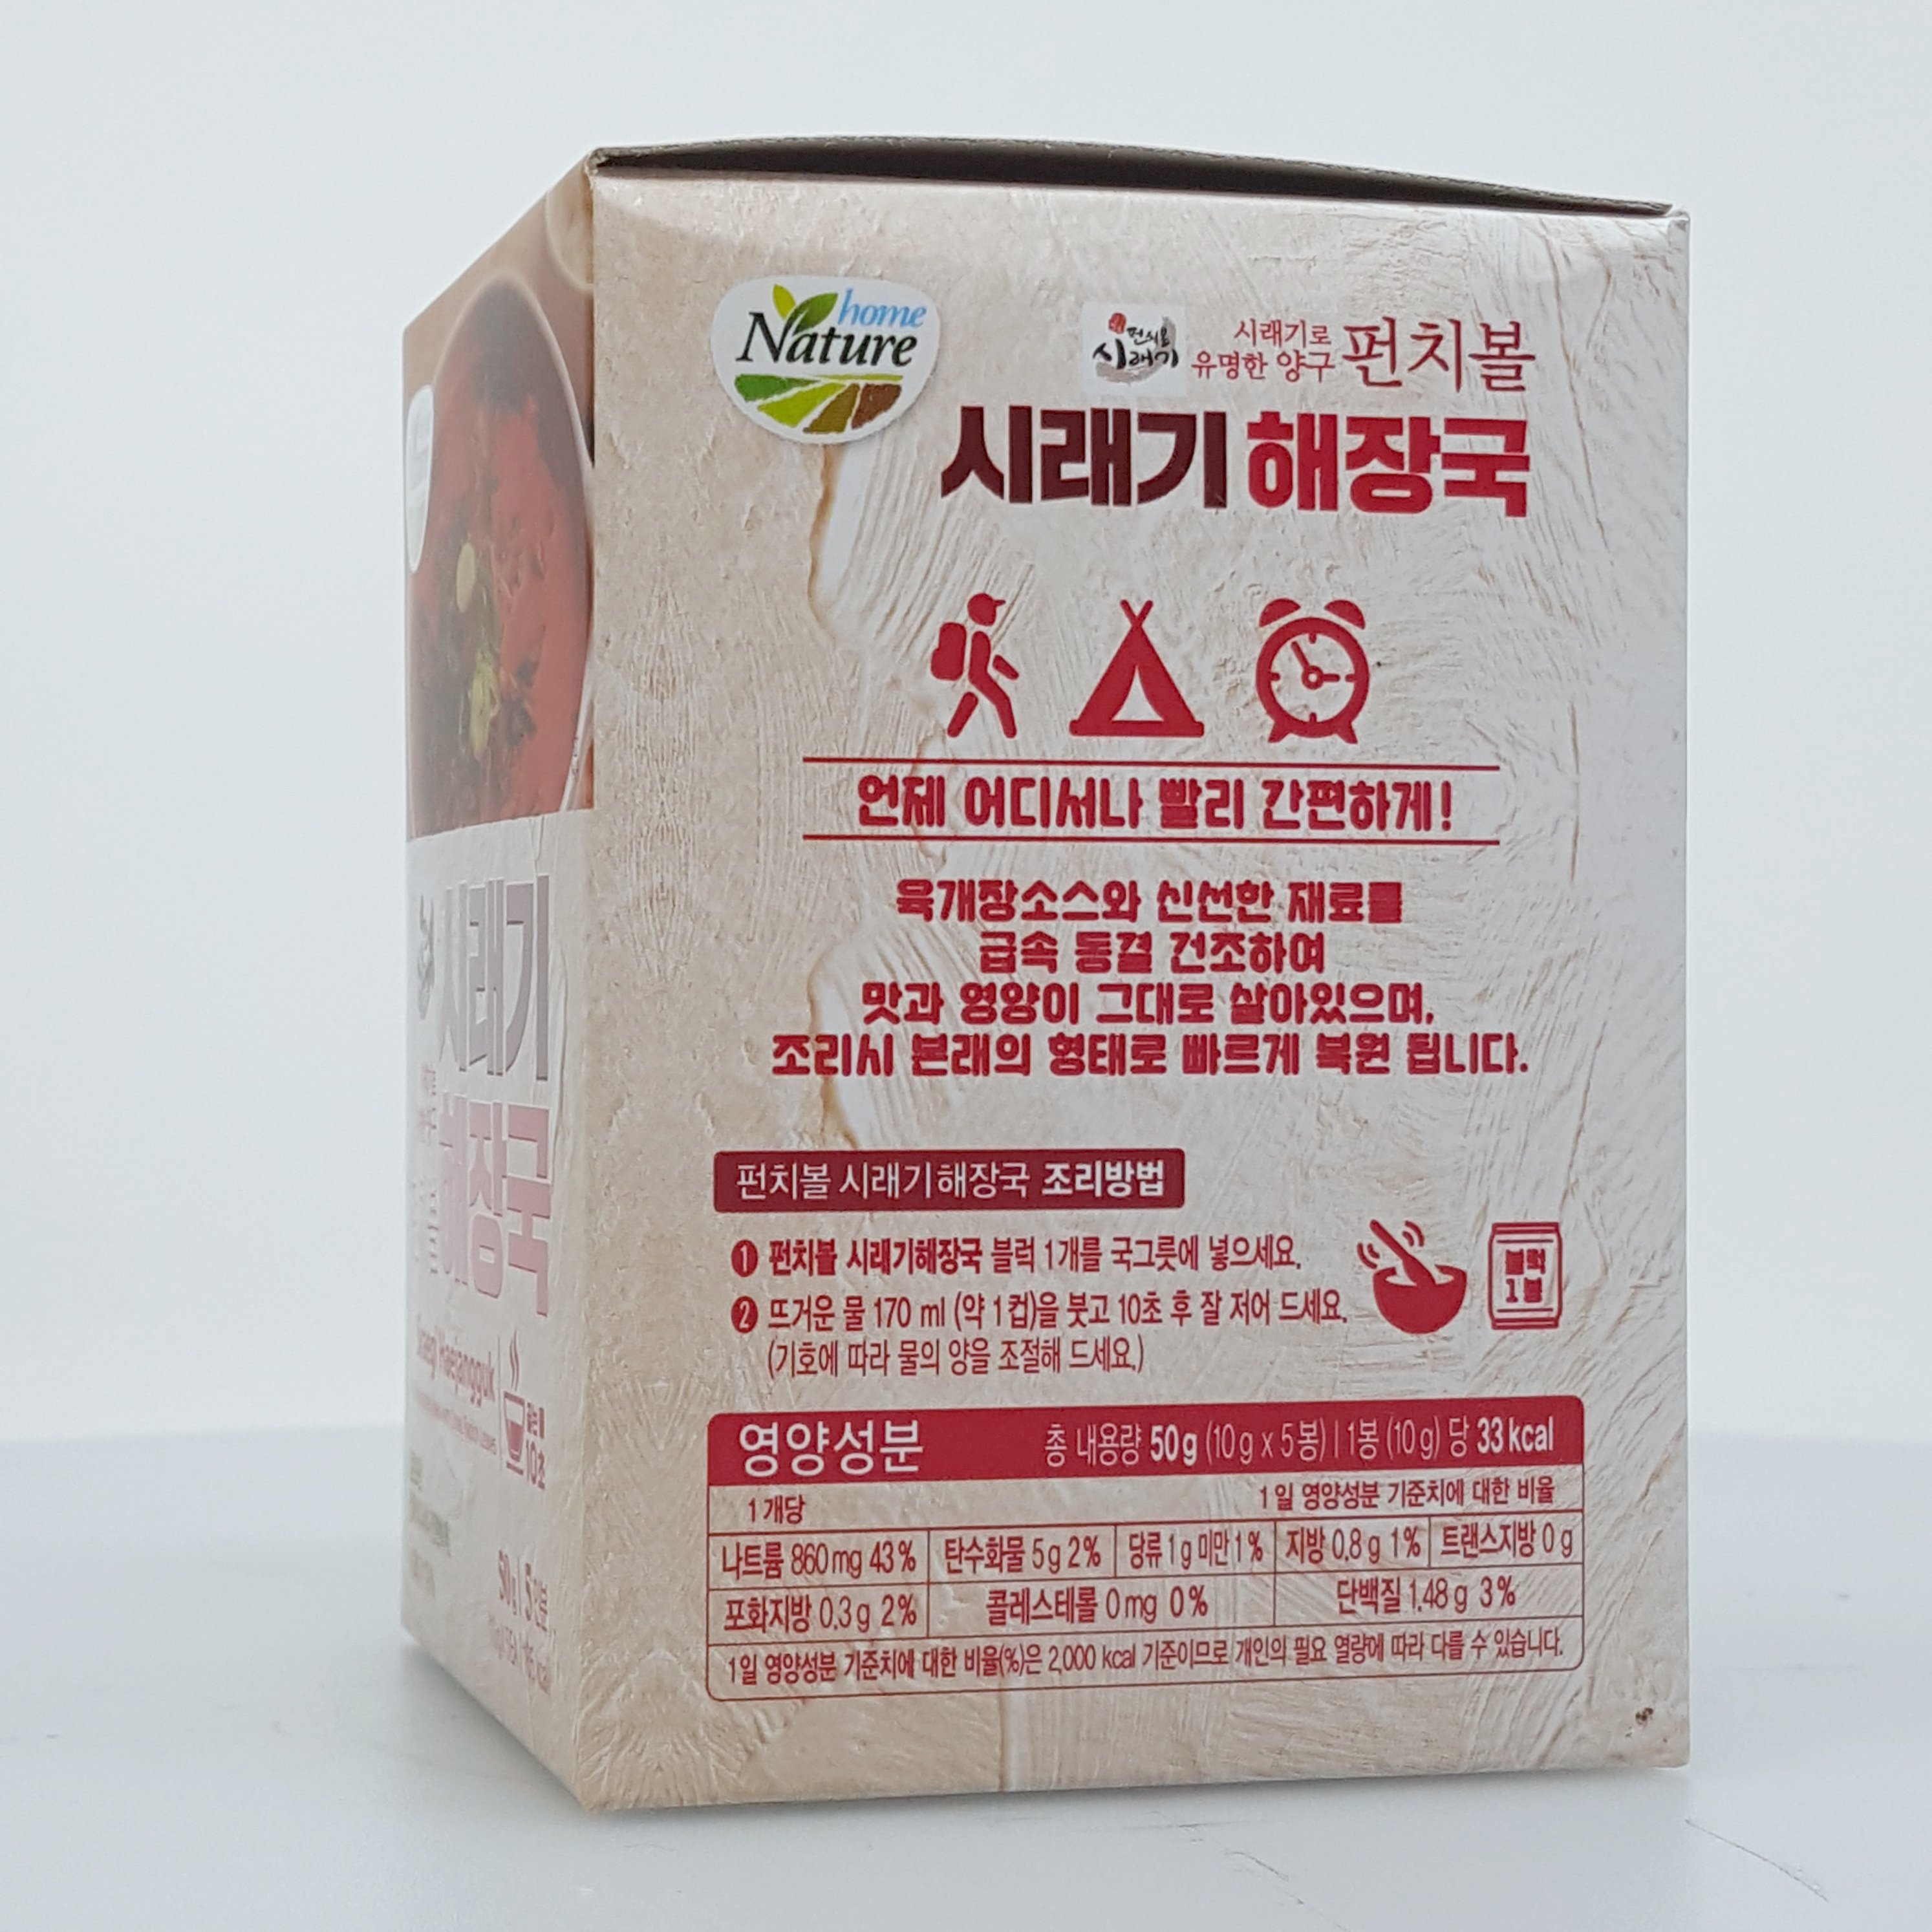 home
Nature
펀치볼
시래기
시래기로
유명한 양구 펀치볼
시래기 해장국
언제 어디서나 빨리 간편하게!
육개장소스와 신선한 재료를
급속 동결 건조하여
맛과 영양이 그대로 살아있으며,
조리시 본래의 형태로 빠르게 복원 됩니다.
펀치볼 시래기해장국 조리방법
❶ 펀치볼 시래기해장국 블럭 1개를 국그릇에 넣으세요.
❷ 뜨거운 물 170 ml (약 1컵)을 붓고 10초 후 잘 저어 드세요.
(기호에 따라 물의 양을 조절해 드세요.)
블럭
1봉
영양성분 총 내용량 50g (10g x 5봉) | 1봉 (10g) 당 33kcal
1개당 1일 영양성분 기준치에 대한 비율
나트륨 860mg 43% 탄수화물 5g 2% 당류 1g 미만 1% 지방 0.8g 1% 트랜스지방 0g
포화지방 0.3g 2% 콜레스테롤 0mg 0% 단백질 1.48g 3%
1일 영양성분 기준치에 대한 비율(%)은 2,000 kcal 기준이므로 개인의 필요 열량에 따라 다를 수 있습니다.
시래기
해장국
Haejangguk
10초
50g | 5인분